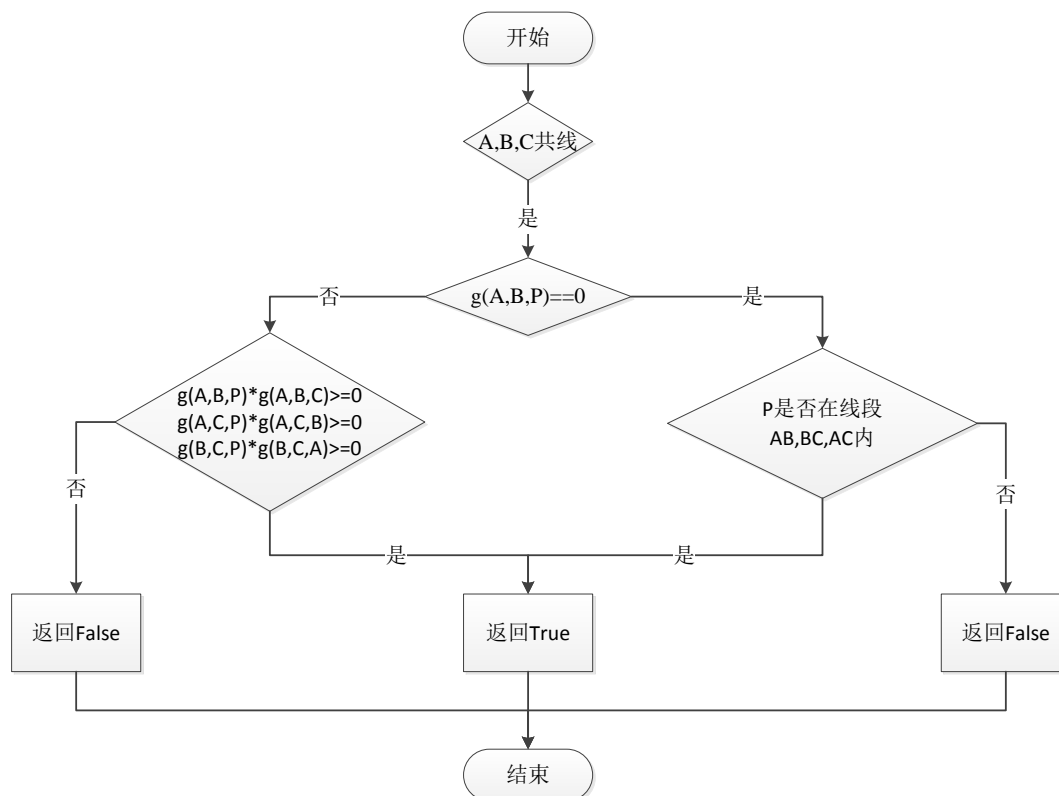 开始
A,B,C共线
是
g(A,B,P)==0
否
是
g(A,B,P)*g(A,B,C)>=0
g(A,C,P)*g(A,C,B)>=0
g(B,C,P)*g(B,C,A)>=0
P是否在线段
AB,BC,AC内
否
否
是
是
返回False
返回True
返回False
结束